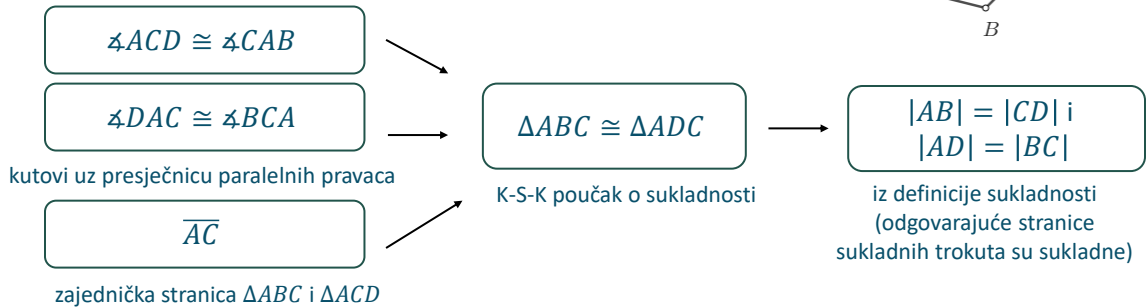 B
∡ACD ≅ ∡CAB
∡DAC ≅ ∡BCA
kutovi uz presječnicu paralelnih pravaca
AC̅
zajednička stranica ΔABC i ΔACD
ΔABC ≅ ΔADC
K-S-K poučak o sukladnosti
|AB| = |CD| i
|AD| = |BC|
iz definicije sukladnosti
(odgovarajuće stranice
sukladnih trokuta su sukladne)